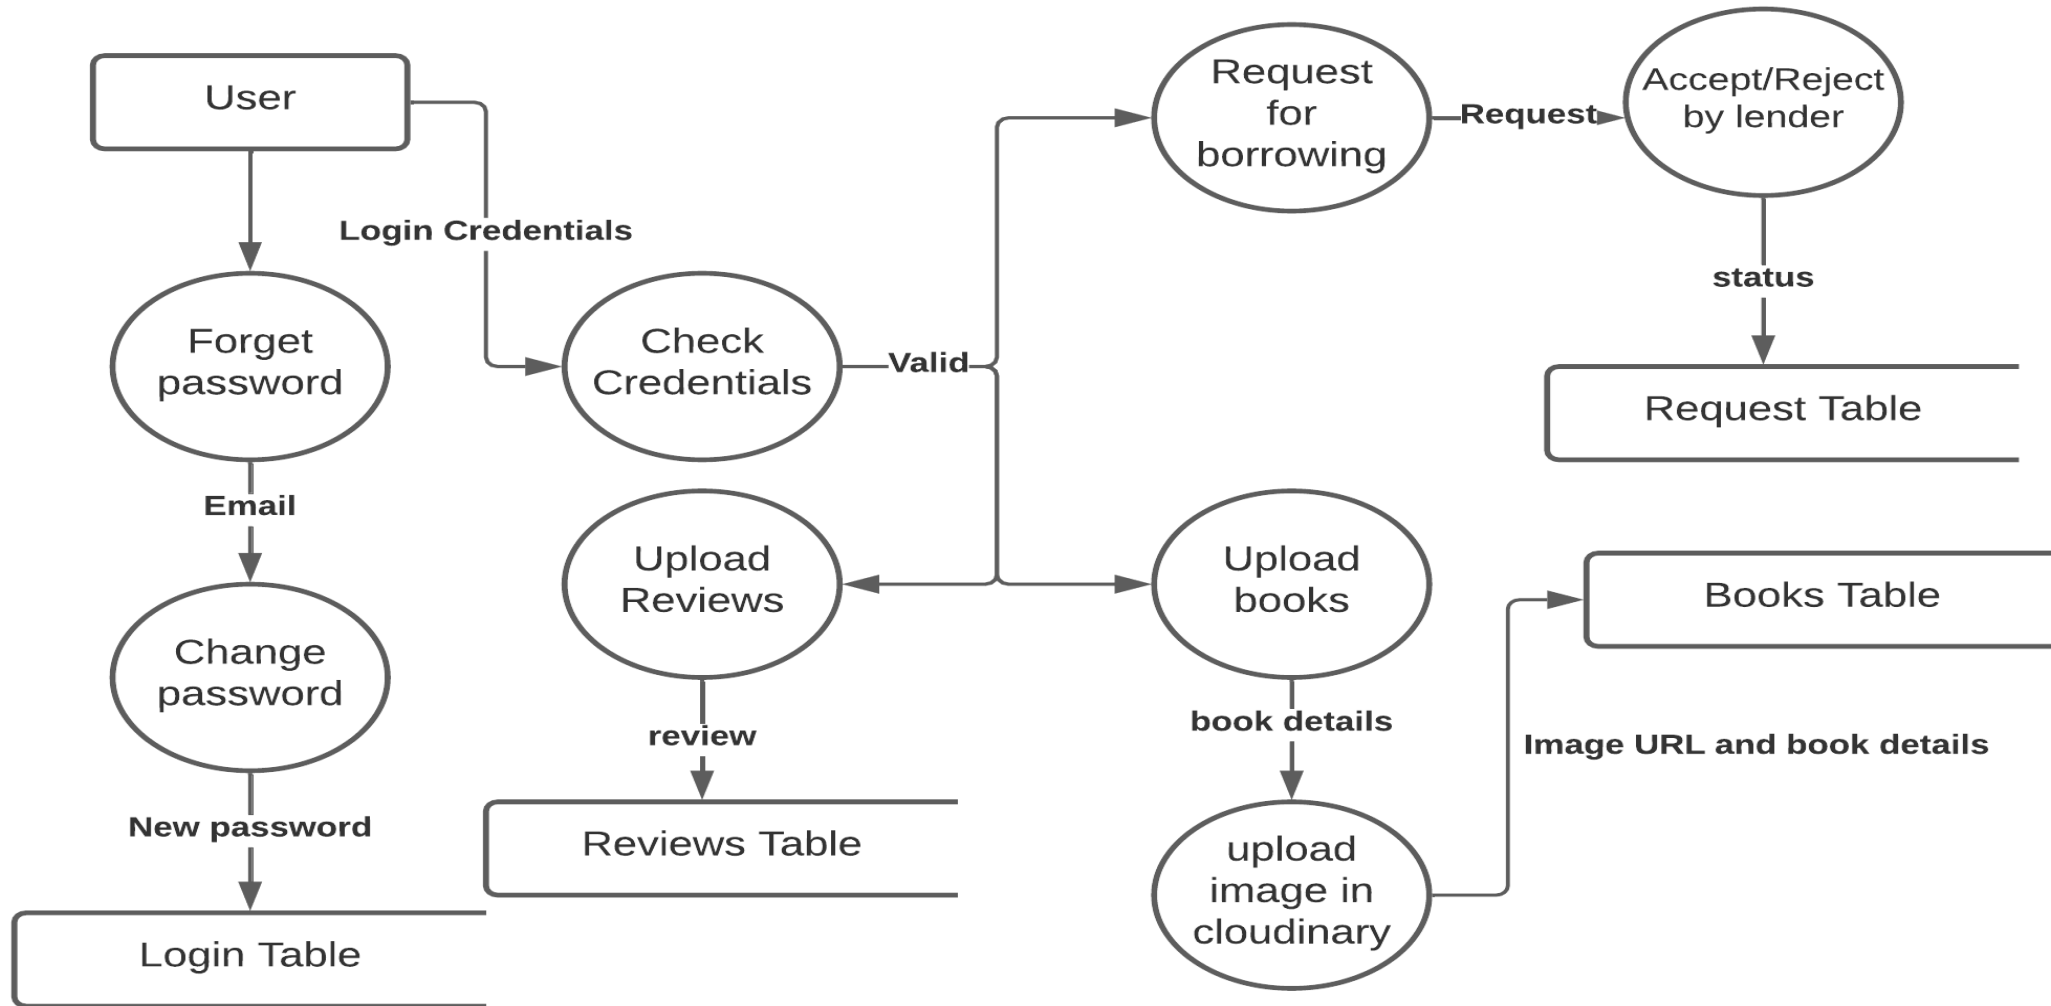 User
Request
for
borrowing
Request
Accept/Reject
by lender
Login Credentials
status
Forget
password
Check
Credentials
Valid
Request Table
Email
Upload
Reviews
Upload
books
Books Table
Change
password
review
book details
Image URL and book details
New password
Reviews Table
upload
image in
cloudinary
Login Table